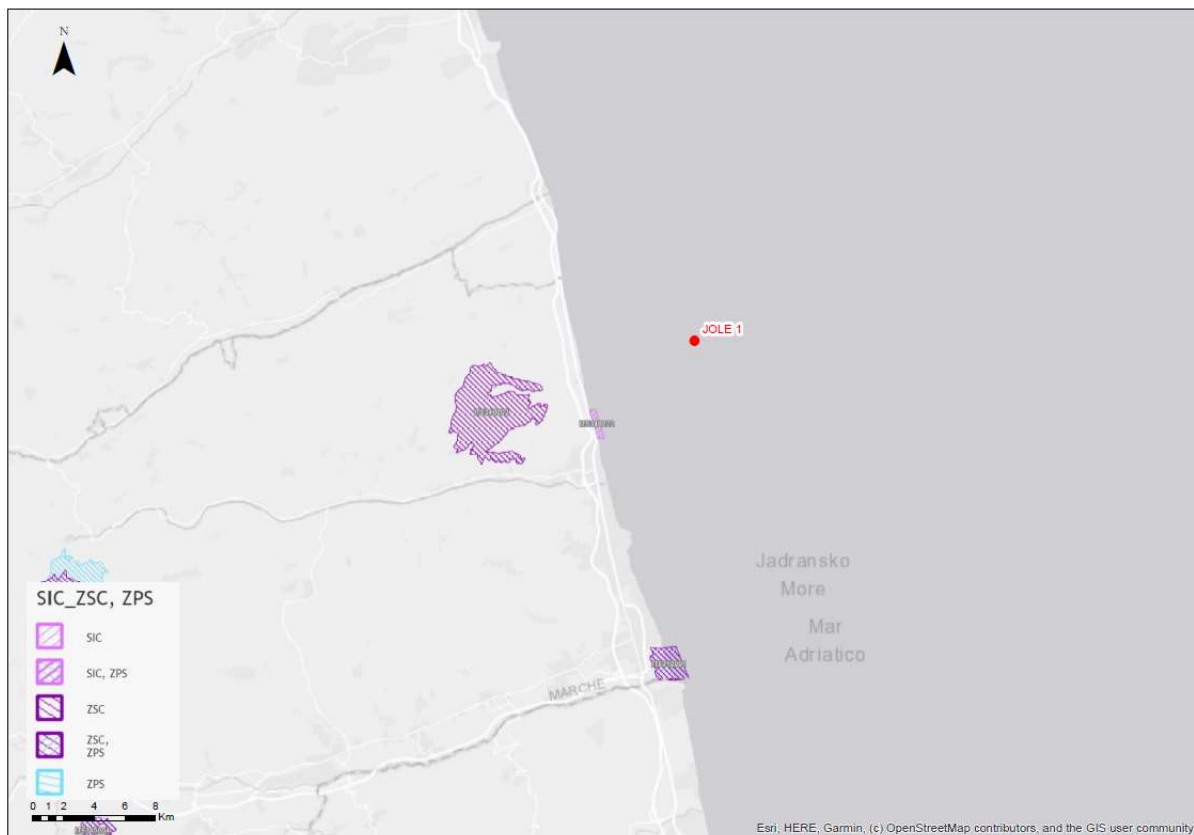 N
JOLE 1
Jadransko
More
Mar
Adriatico
MARCHE
SIC_ZSC, ZPS
SIC
SIC, ZPS
ZSC
ZSC,
ZPS
ZPS
0 1 2 4 6 8
Km
Esri, HERE, Garmin, (c) OpenStreetMap contributors, and the GIS user community